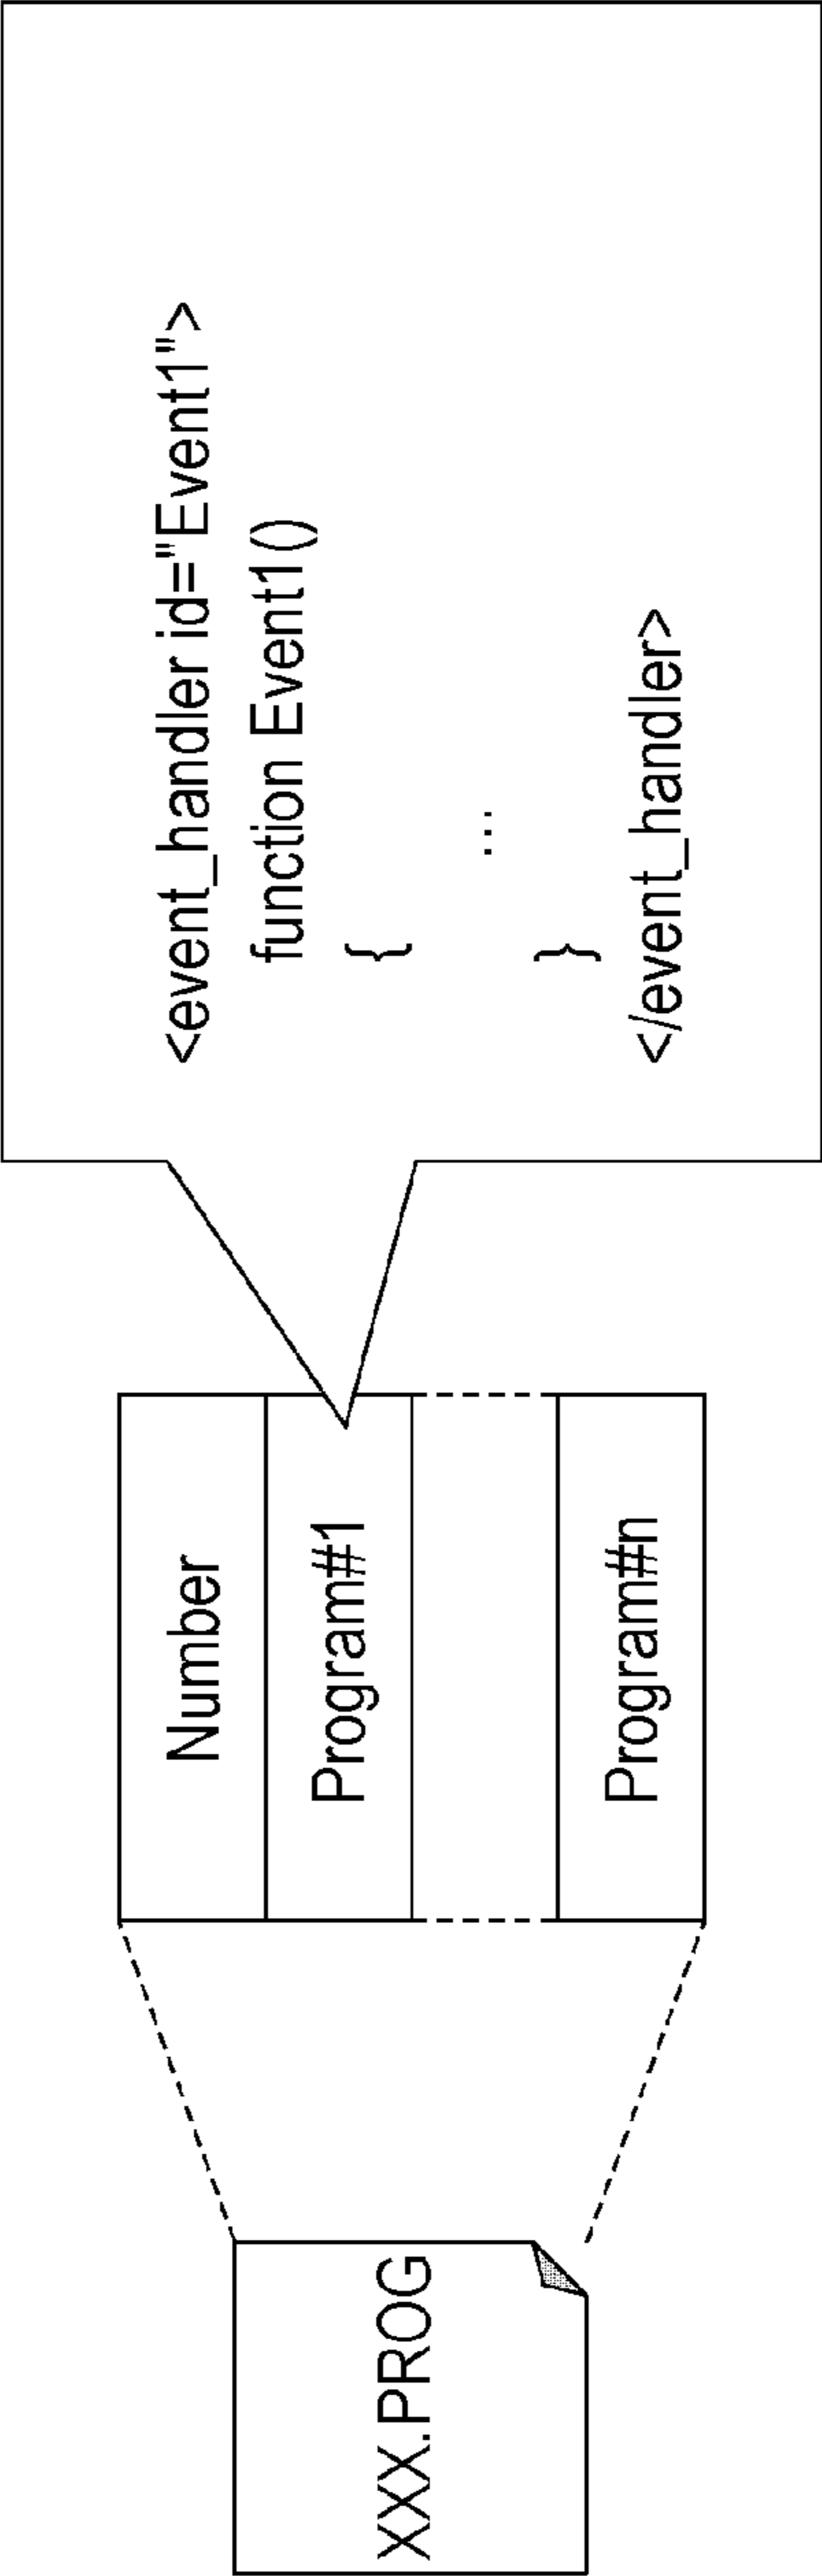 XXX.PROG
Number
Program#1
Program#n
<event_handler id="Event1">
function Event1()
{
...
}
</event_handler>